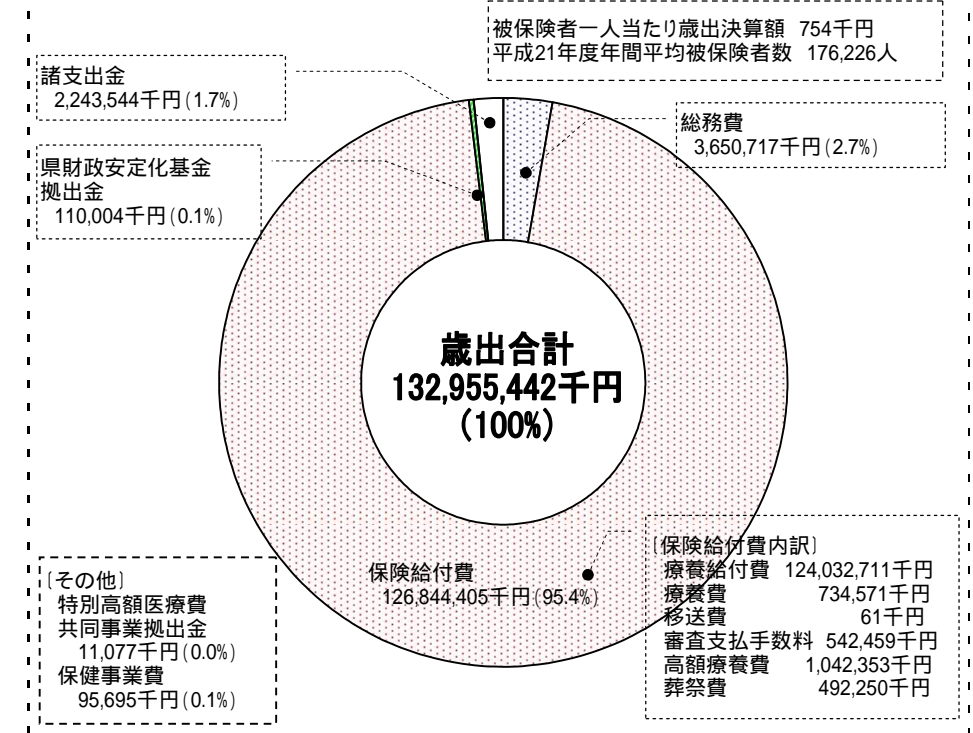 被保険者一人当たり歳出決算額 754千円
平成21年度年間平均被保険者数 176,226人
諸支出金
2,243,544千円(1.7%)
総務費
3,650,717千円(2.7%)
県財政安定化基金
拠出金
110,004千円(0.1%)
歳出合計
132,955,442千円
(100%)
保険給付費
126,844,405千円(95.4%)
〔保険給付費内訳〕
療養給付費 124,032,711千円
療養費 734,571千円
移送費 61千円
審査支払手数料 542,459千円
高額療養費 1,042,353千円
葬祭費 492,250千円
〔その他〕
特別高額医療費
共同事業拠出金
11,077千円(0.0%)
保健事業費
95,695千円(0.1%)